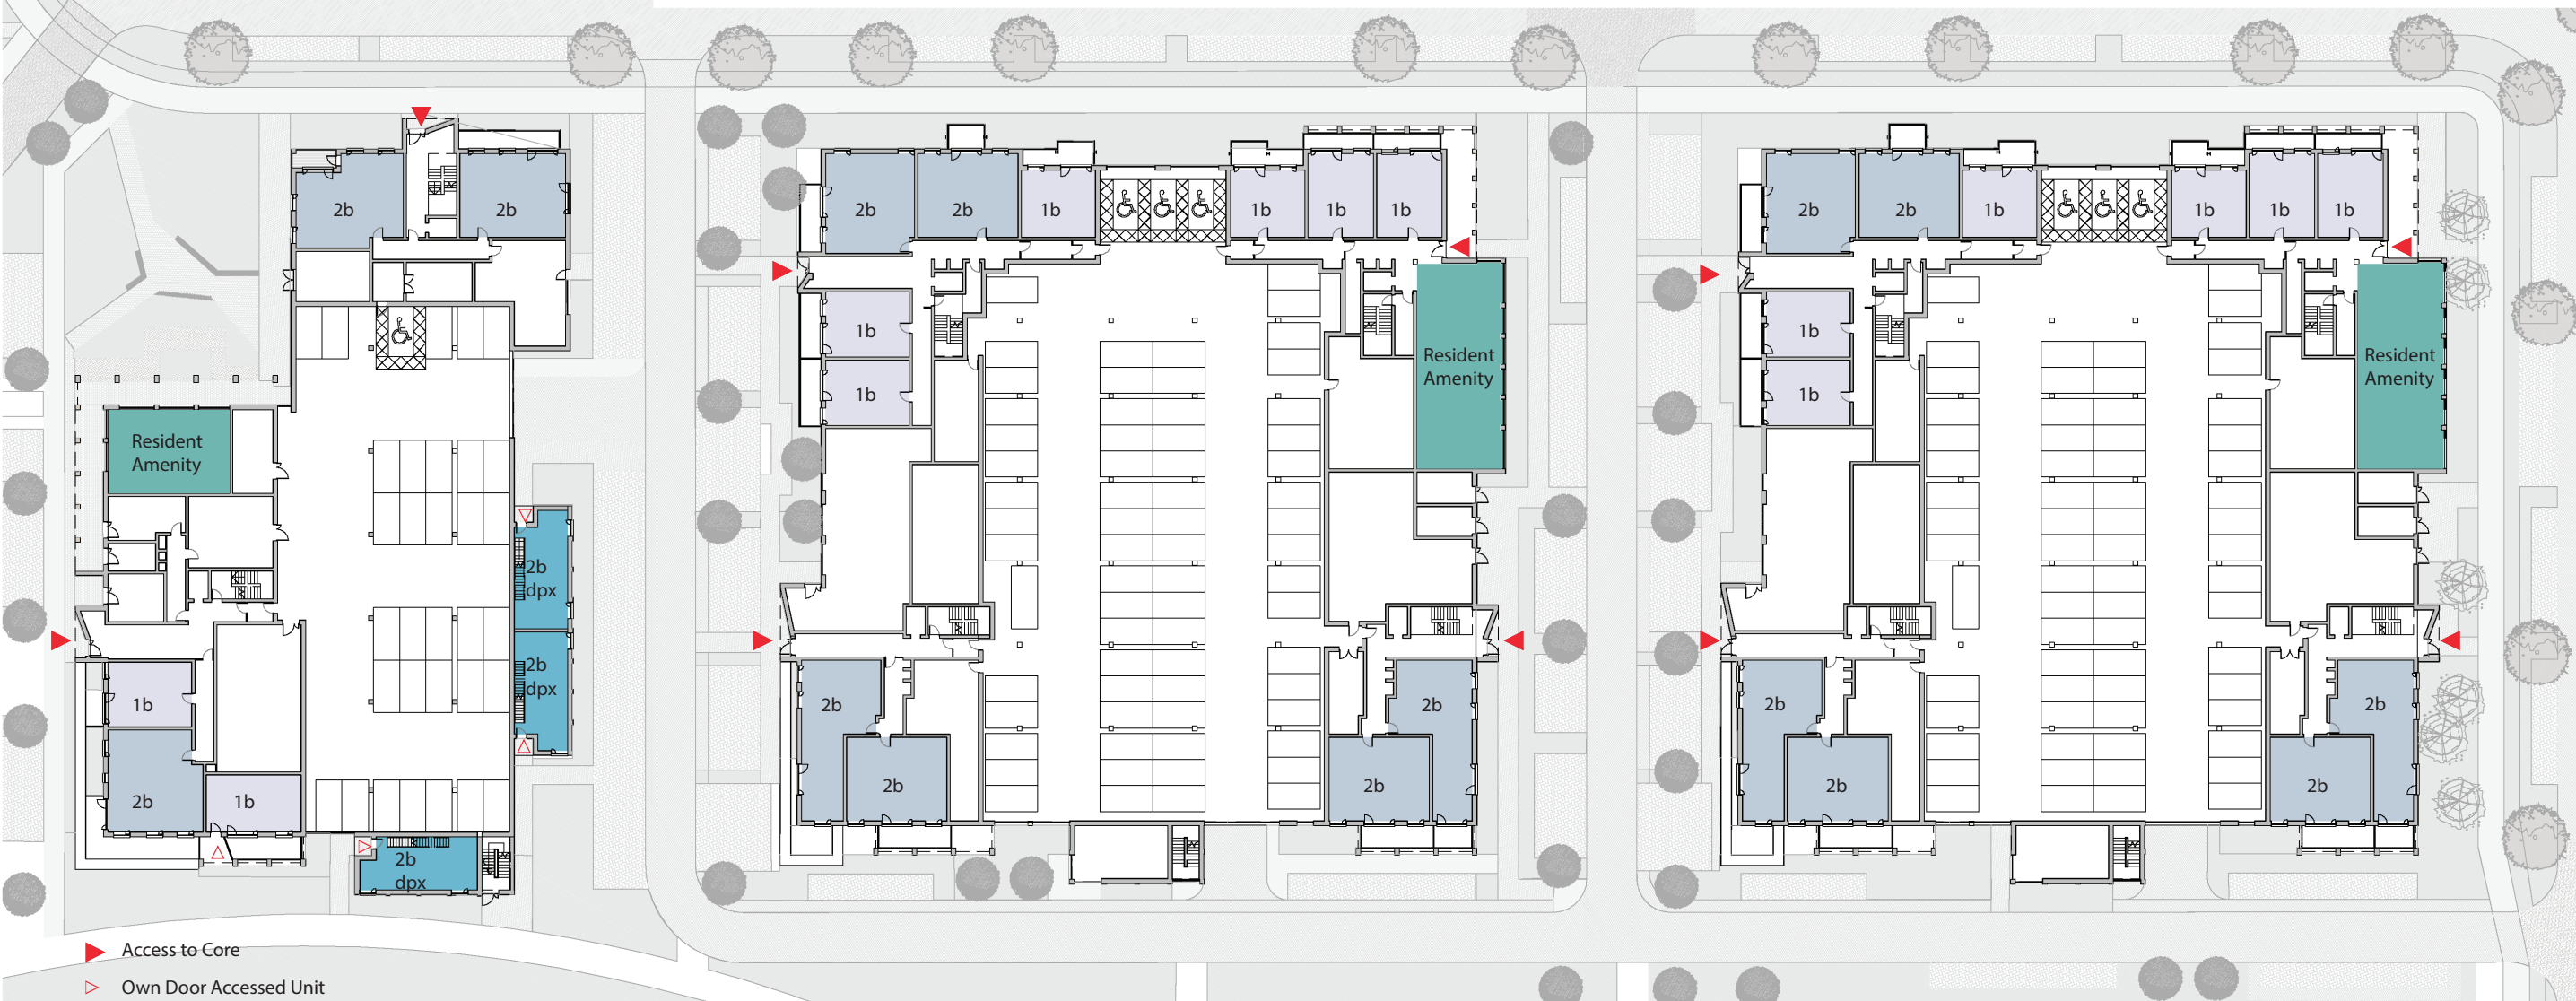 2b
2b
Resident
Amenity
2b
dpx
2b
dpx
1b
2b
1b
2b
dpx
2b
2b
1b
1b
1b
1b
1b
1b
Resident
Amenity
2b
2b
2b
2b
2b
2b
1b
1b
1b
1b
1b
1b
Resident
Amenity
2b
2b
2b
2b
Access to Core
Own Door Accessed Unit